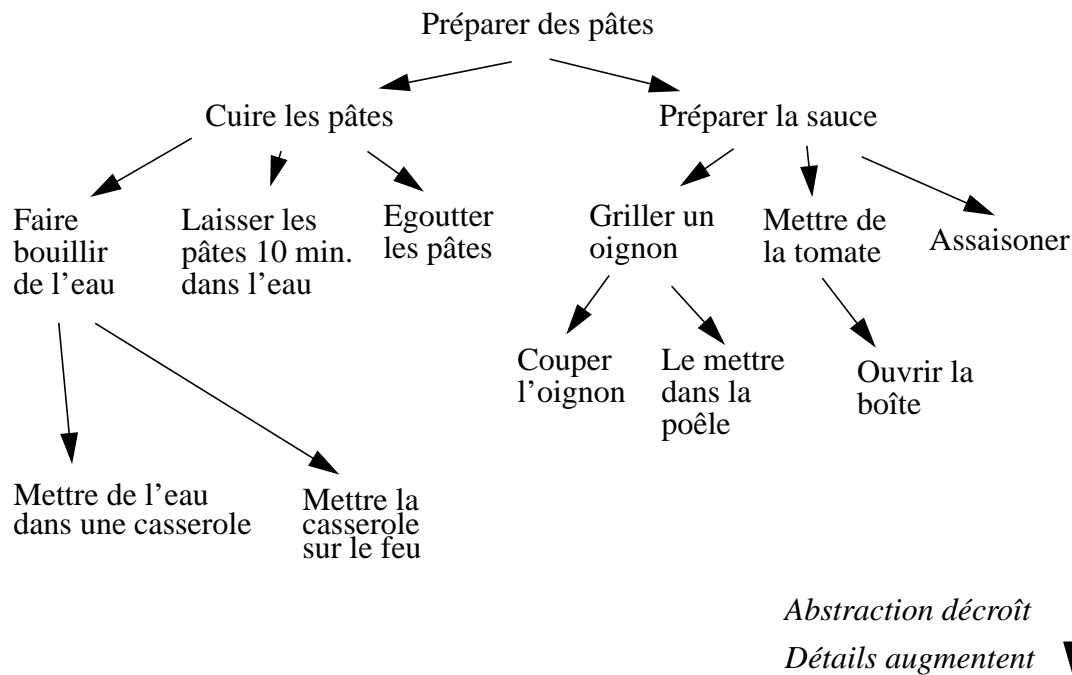 Préparer des pâtes
Cuire les pâtes
Préparer la sauce
Faire
bouillir
de l’eau
Laisser les
pâtes 10 min.
dans l’eau
Egoutter
les pâtes
Griller un
oignon
Mettre de
la tomate
Assaisoner
Couper
l’oignon
Le mettre
dans la
poêle
Ouvrir la
boîte
Mettre de l’eau
dans une casserole
Mettre la
casserole
sur le feu
Abstraction décroît
Détails augmentent